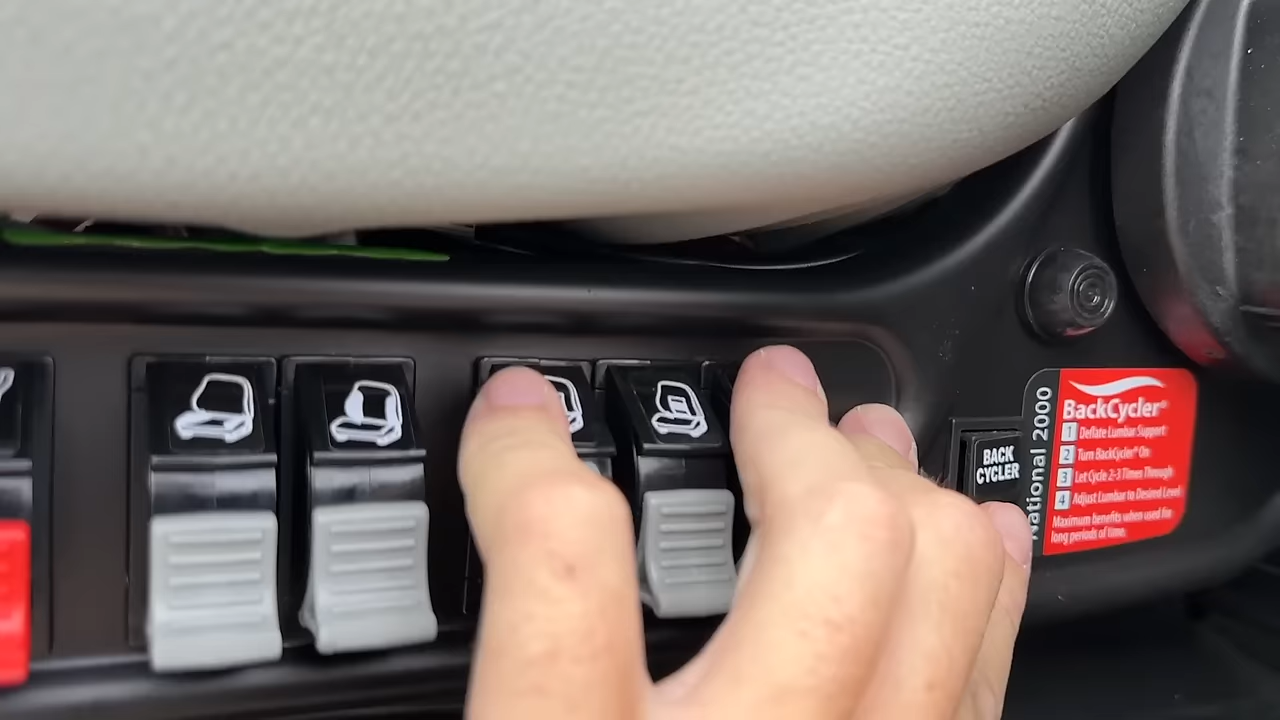 BACK
CYCLER
National 2000
BackCycler®
1 Deflate Lumbar Support
2 Turn BackCycler® On
3 Let Cycle 2-3 Times Through
4 Adjust Lumbar to Desired Level
Maximum benefits when used for
long periods of time.